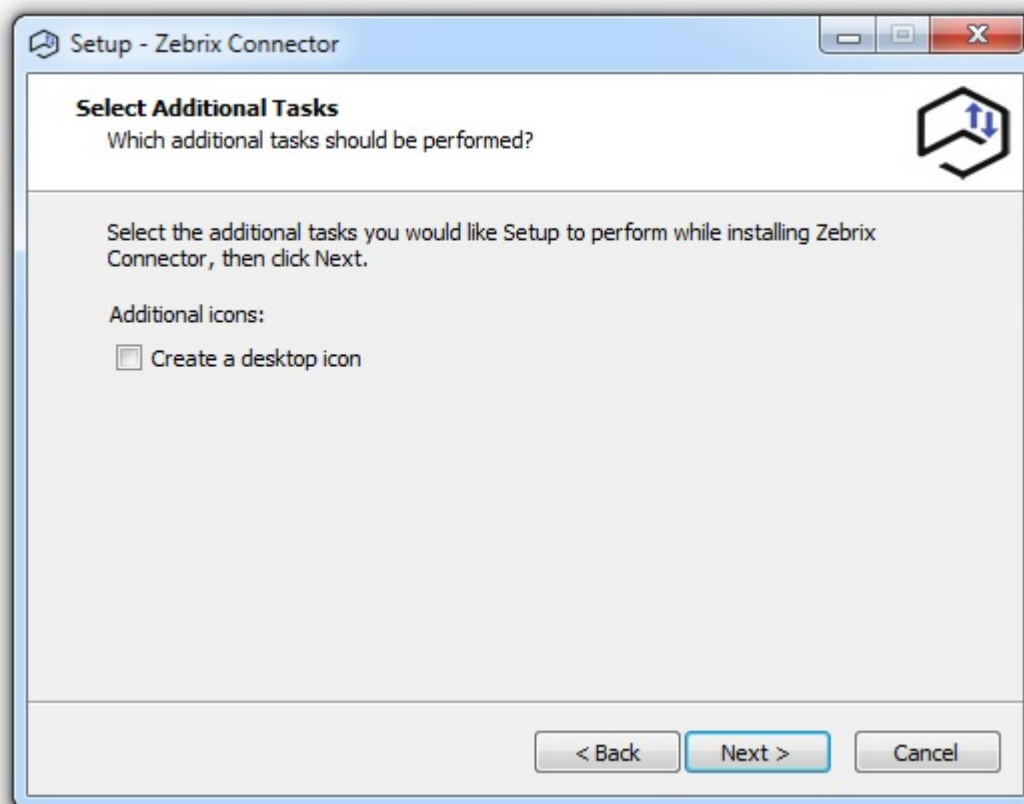 Setup - Zebrix Connector
Select Additional Tasks
Which additional tasks should be performed?
Select the additional tasks you would like Setup to perform while installing Zebrix
Connector, then click Next.
Additional icons:
Create a desktop icon
< Back
Next >
Cancel